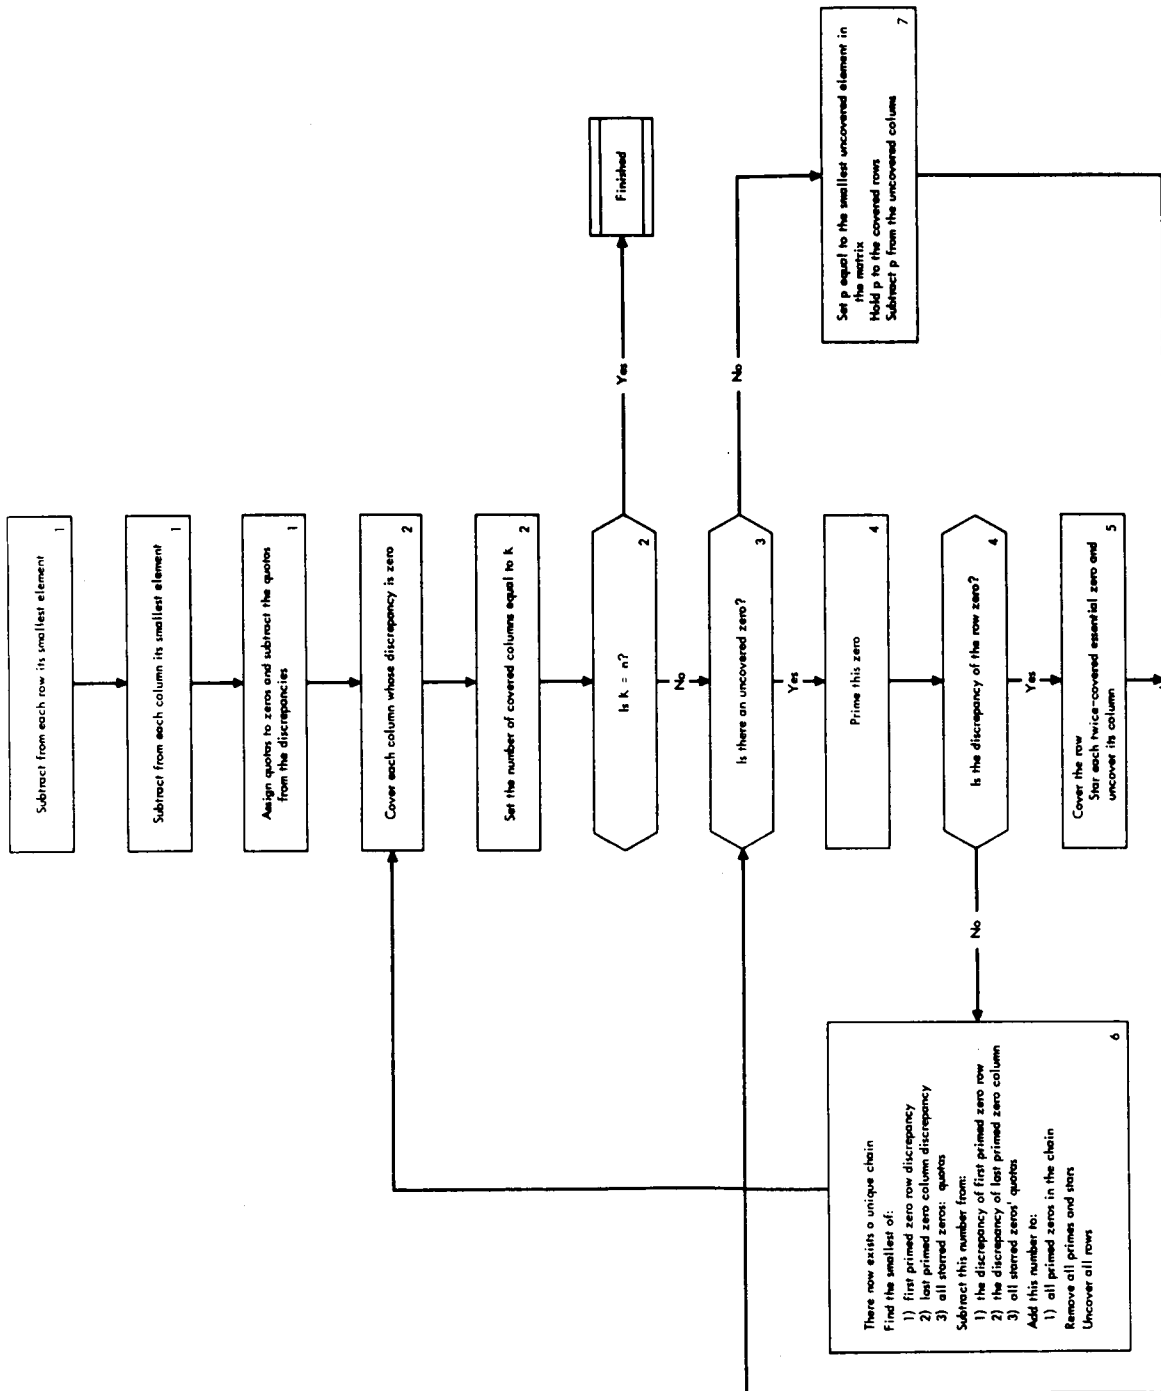 Subtract from each row its smallest element
1
Subtract from each column its smallest element
1
Assign quotas to zeros and subtract the quotas
from the discrepancies
1
Cover each column whose discrepancy is zero
2
Set the number of covered columns equal to k
2
Is k = n?
2
Yes
Finished
No
Is there an uncovered zero?
3
No
Set p equal to the smallest uncovered element in
the matrix
Hold p to the covered rows
Subtract p from the uncovered column
7
Yes
Prime this zero
4
Is the discrepancy of the row zero?
4
Yes
Cover the row
Star each twice-covered essential zero and
uncover its column
5
No
There now exists a unique chain
Find the smallest of:
1) first primed zero row discrepancy
2) last primed zero column discrepancy
3) all starred zeros: quotas
Subtract this number from:
1) the discrepancy of first primed zero row
2) the discrepancy of last primed zero column
3) all starred zeros' quotas
Add this number to:
1) all primed zeros in the chain
Remove all primes and stars
Uncover all rows
6